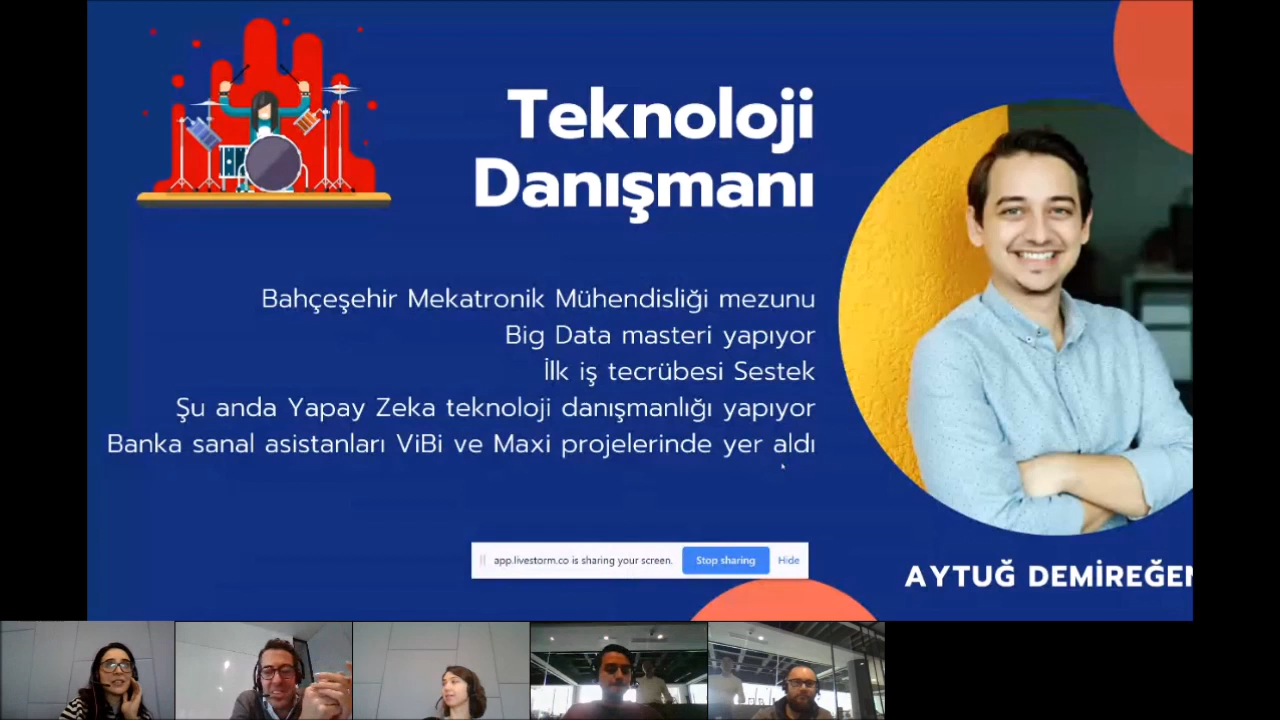 Teknoloji
Danışmanı
Bahçeşehir Mekatronik Mühendisliği mezunu
Big Data masteri yapıyor
İlk iş tecrübesi Sestek
Şu anda Yapay Zeka teknoloji danışmanlığı yapıyor
Banka sanal asistanları ViBi ve Maxi projelerinde yer aldı
app.livestorm.co is sharing your screen. Stop sharing Hide
AYTUĞ DEMİREĞEN